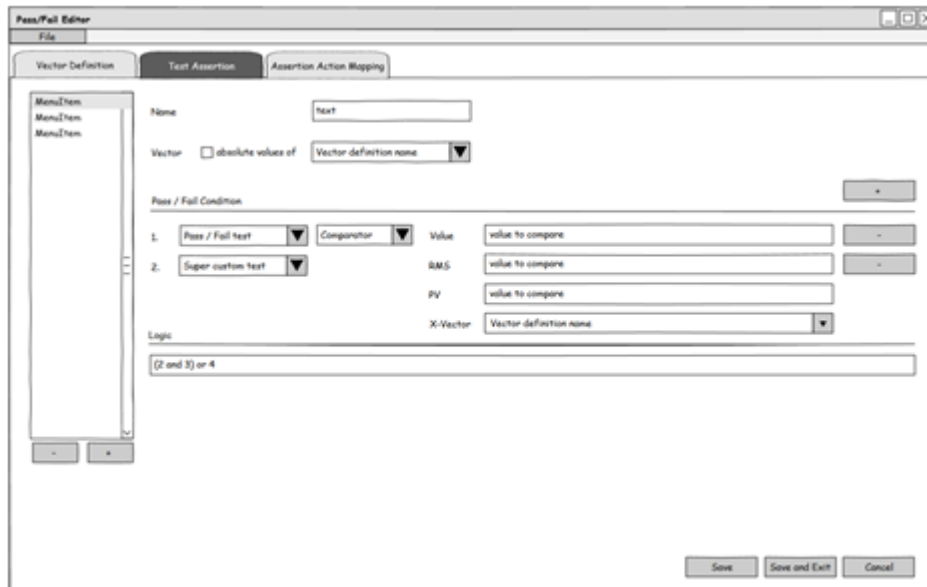 Pass/Fail Editor
File
Vector Definition
Test Assertion
Assertion Action Mapping
MenuItem
MenuItem
MenuItem
- +
Name text
Vector absolute values of Vector definition name
+
Pass / Fail Condition
1. Pass / Fail test Comparator Value value to compare -
2. Super custom test RMS value to compare -
PV value to compare
X-Vector Vector definition name
Logic
(2 and 3) or 4
Save Save and Exit Cancel